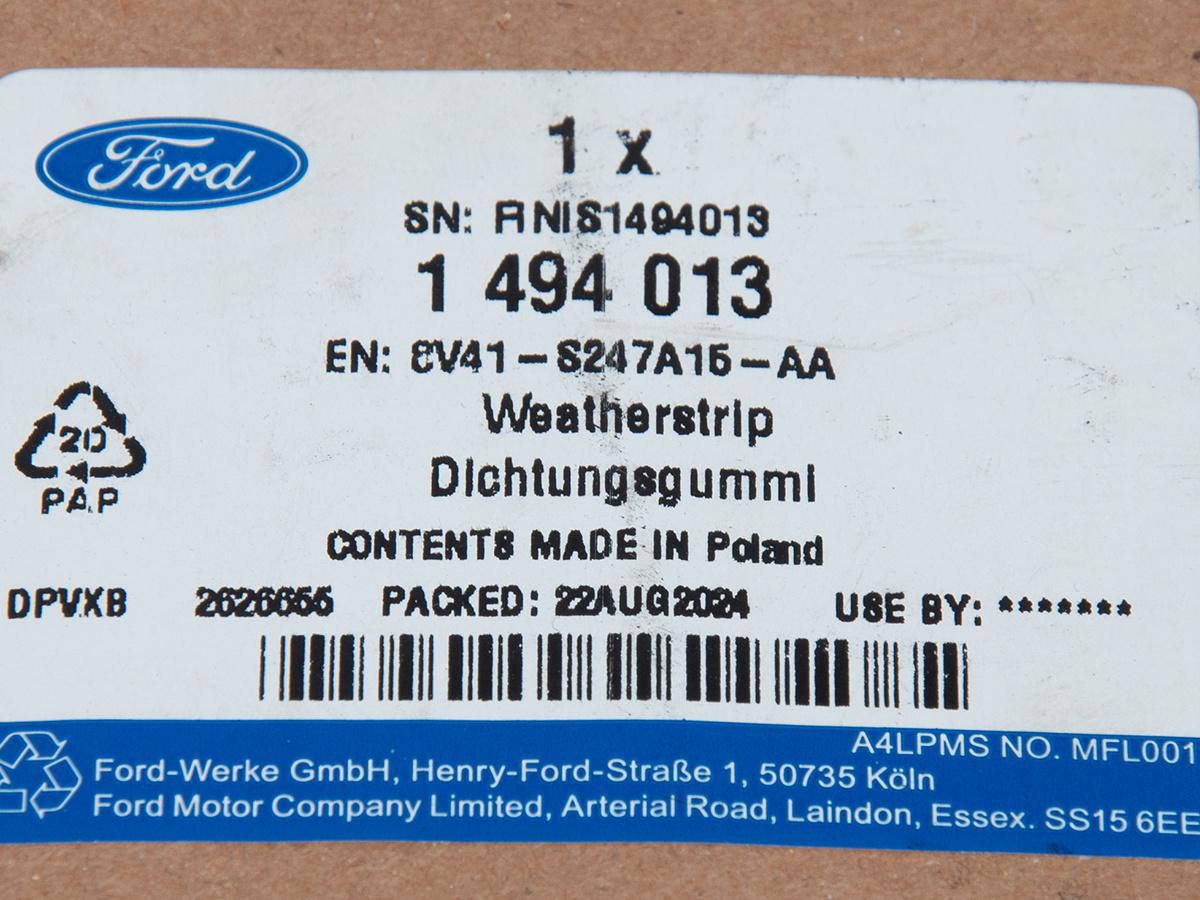 Ford
1 x
SN: FINIS1494013
1 494 013
EN: 8V41-S247A15-AA
Weatherstrip
Dichtungsgummi
20
PAP
CONTENTS MADE IN Poland
DPVXB 2626655 PACKED: 22AUG2024 USE BY: *******
A4LPMS NO. MFL001
Ford-Werke GmbH, Henry-Ford-Straße 1, 50735 Köln
Ford Motor Company Limited, Arterial Road, Laindon, Essex. SS15 6EE